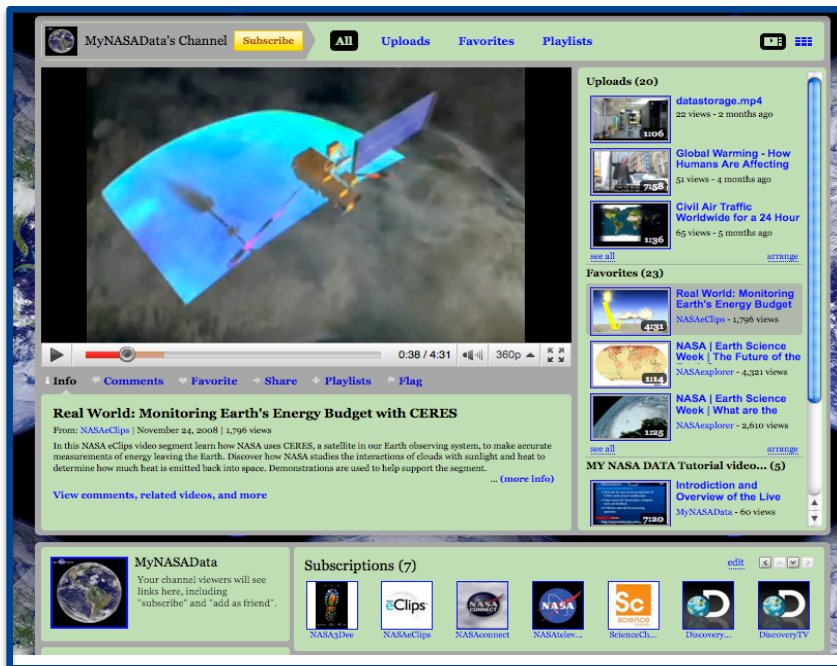 MyNASAData's Channel Subscribe All Uploads Favorites Playlists
Uploads (20)
datastorage.mp4
22 views - 2 months ago
1:06
Global Warming - How
Humans Are Affecting
51 views - 4 months ago
7:58
Civil Air Traffic
Worldwide for a 24 Hour
65 views - 5 months ago
1:36
see all arrange
Favorites (23)
Real World: Monitoring
Earth's Energy Budget
NASAeClips - 1,796 views
4:31
NASA | Earth Science
Week | The Future of the
NASAexplorer - 4,321 views
1:14
NASA | Earth Science
Week | What are the
NASAexplorer - 2,610 views
1:25
see all arrange
MY NASA DATA Tutorial video... (5)
Introdiction and
Overview of the Live
MyNASAData - 60 views
7:20
0:38 / 4:31 360p
Info Comments Favorite Share Playlists Flag
Real World: Monitoring Earth's Energy Budget with CERES
From: NASAeClips | November 24, 2008 | 1,796 views
In this NASA eClips video segment learn how NASA uses CERES, a satellite in our Earth observing system, to make accurate
measurements of energy leaving the Earth. Discover how NASA studies the interactions of clouds with sunlight and heat to
determine how much heat is emitted back into space. Demonstrations are used to help support the segment.
... (more info)
View comments, related videos, and more
MyNASAData
Your channel viewers will see
links here, including
"subscribe" and "add as friend".
Subscriptions (7) edit
eClips
NASA
CONNECT
NASA
Sc
science
NASA3Dee NASAeClips NASAconnect NASAtelev... ScienceCh... Discovery... DiscoveryTV